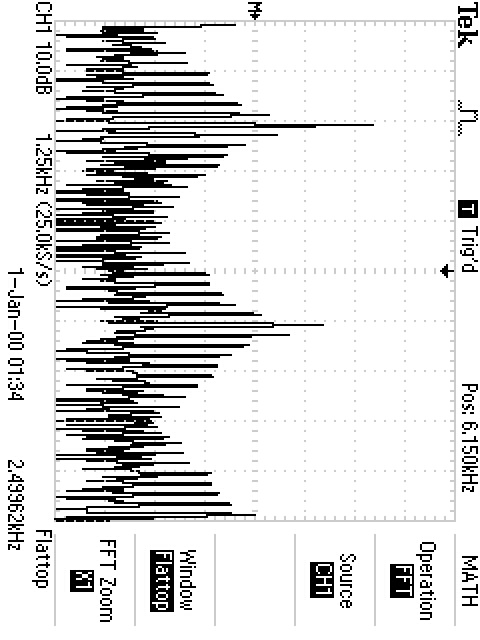 Tek
T Trig'd
Pos: 6.150kHz
MATH
M
Operation
FFT
Source
CH1
Window
Flattop
FFT Zoom
X1
CH1 10.0dB
1.25kHz (25.0kS/s)
Flattop
1-Jan-00 01:34
2.49962kHz